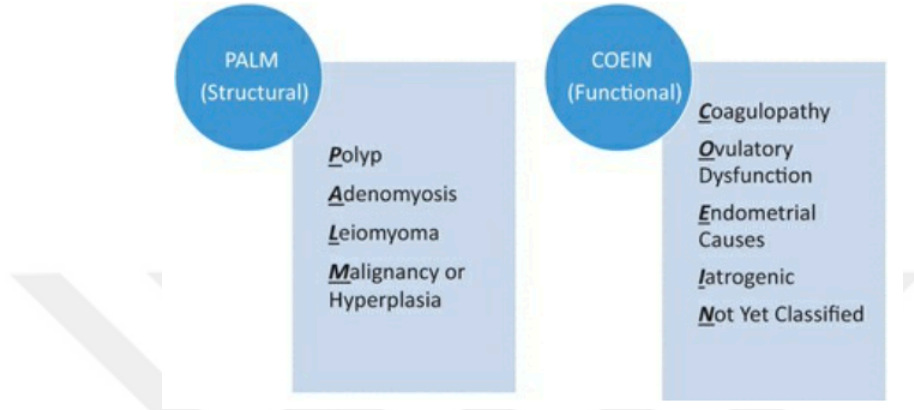 PALM
(Structural)
Polyp
Adenomyosis
Leiomyoma
Malignancy or
Hyperplasia
COEIN
(Functional)
Coagulopathy
Ovulatory
Dysfunction
Endometrial
Causes
Iatrogenic
Not Yet Classified